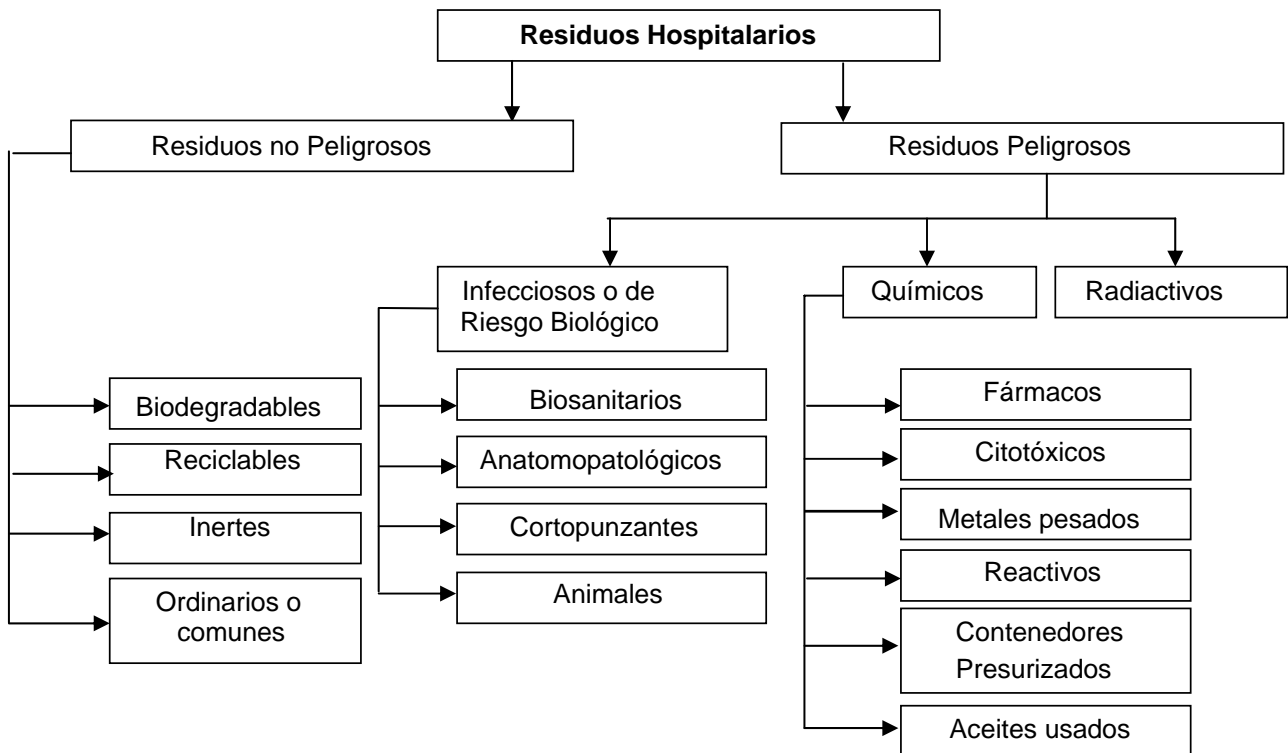 Residuos Hospitalarios
Residuos no Peligrosos
Residuos Peligrosos
Infecciosos o de
Riesgo Biológico
Químicos
Radiactivos
Biodegradables
Reciclables
Inertes
Ordinarios o
comunes
Biosanitarios
Anatomopatológicos
Cortopunzantes
Animales
Fármacos
Citotóxicos
Metales pesados
Reactivos
Contenedores
Presurizados
Aceites usados